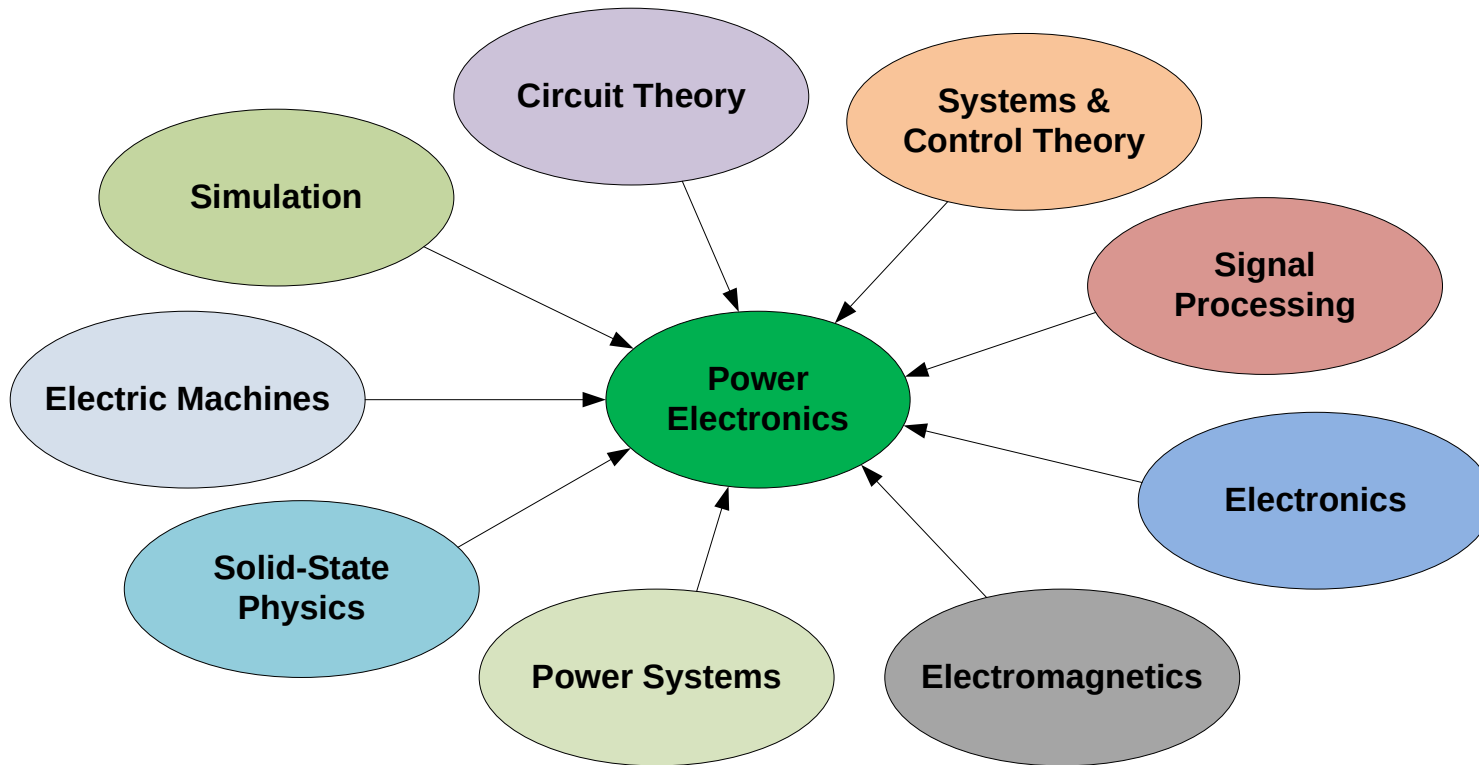 Circuit Theory
Systems &
Control Theory
Simulation
Signal
Processing
Electric Machines
Power
Electronics
Electronics
Solid-State
Physics
Power Systems
Electromagnetics